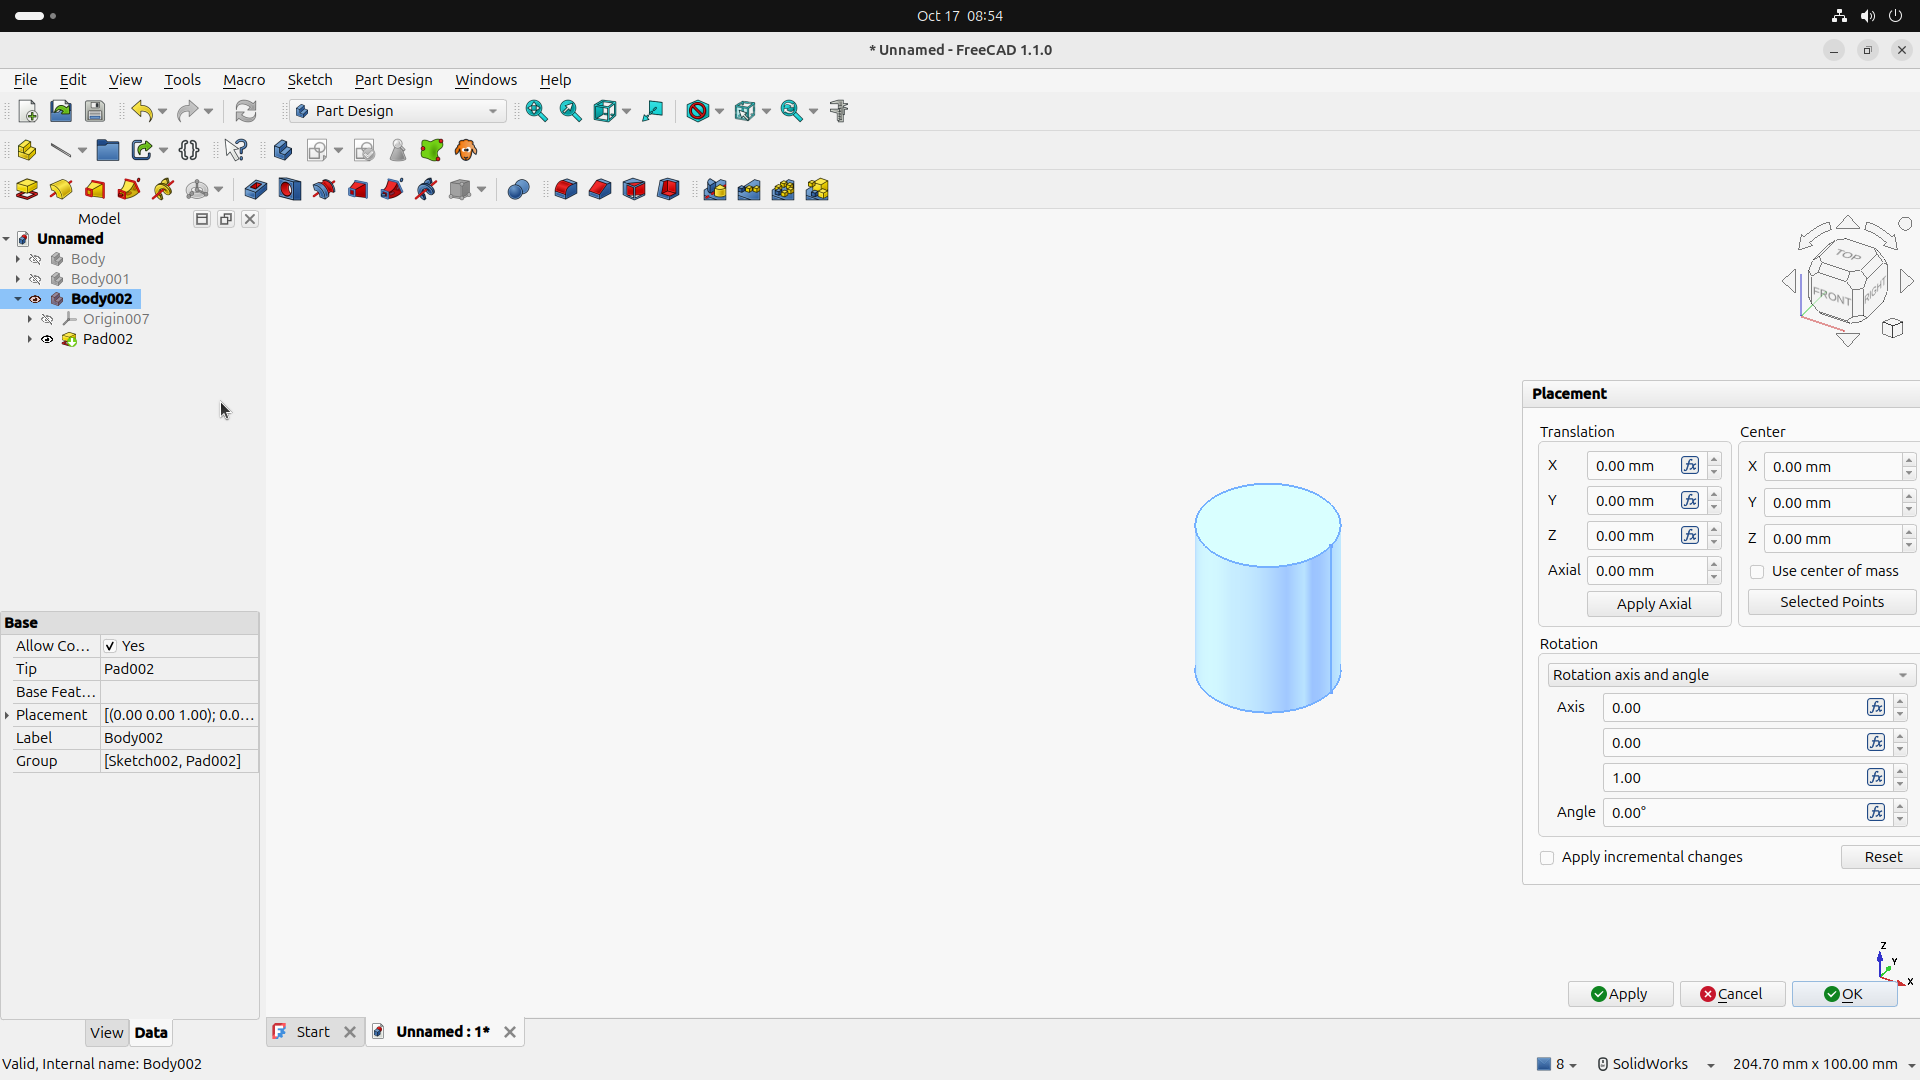 Oct 17 08:54
* Unnamed - FreeCAD 1.1.0
File Edit View Tools Macro Sketch Part Design Windows Help
Part Design
Model
Unnamed
Body
Body001
Body002
Origin007
Pad002
TOP
FRONT
RIGHT
Placement
Translation
X 0.00 mm
Y 0.00 mm
Z 0.00 mm
Axial 0.00 mm
Apply Axial
Center
X 0.00 mm
Y 0.00 mm
Z 0.00 mm
Use center of mass
Selected Points
Rotation
Rotation axis and angle
Axis 0.00
0.00
1.00
Angle 0.00°
Apply incremental changes
Reset
Base
Allow Co... Yes
Tip Pad002
Base Feat...
Placement [(0.00 0.00 1.00); 0.0...
Label Body002
Group [Sketch002, Pad002]
Z
Y
X
Apply Cancel OK
View Data
Start
Unnamed : 1*
Valid, Internal name: Body002
8
SolidWorks
204.70 mm x 100.00 mm